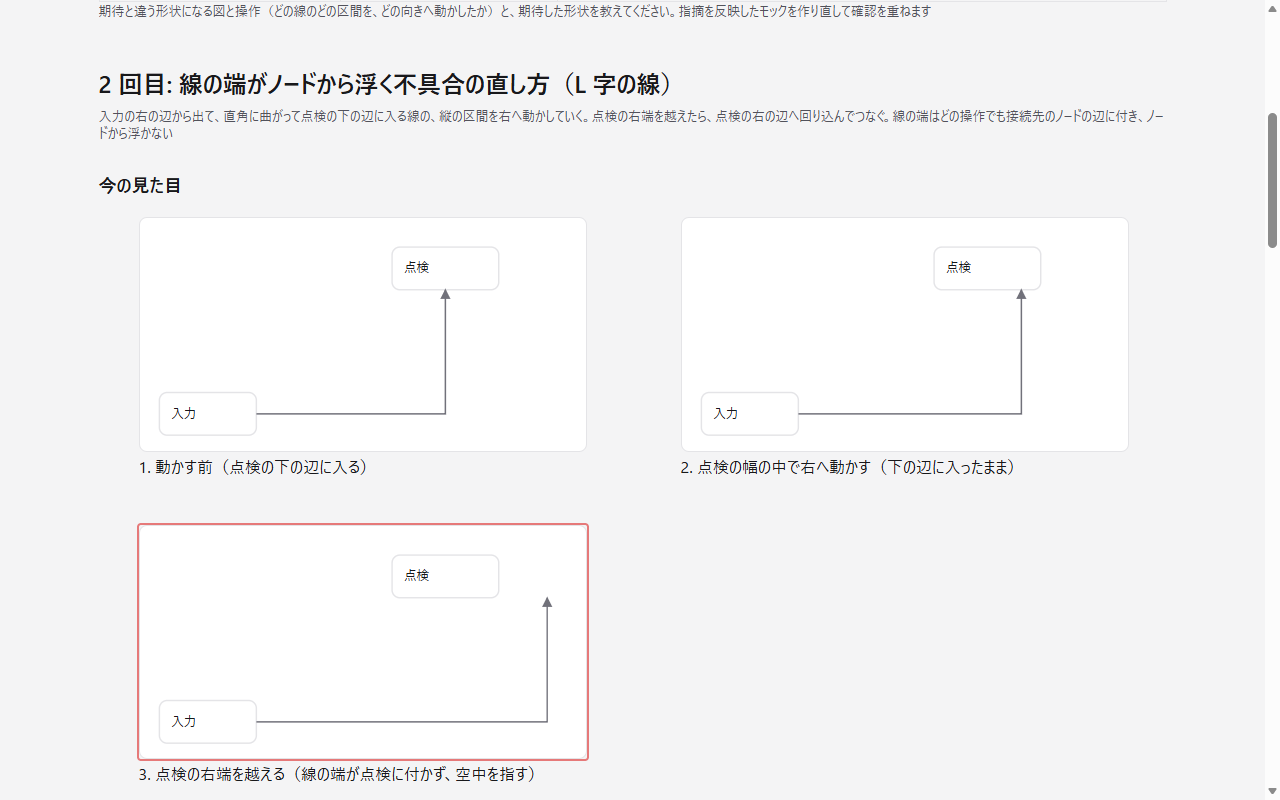 期待と違う形状になる図と操作（どの線のどの区間を、どの向きへ動かしたか）と、期待した形状を教えてください。指摘を反映したモックを作り直して確認を重ねます
2 回目: 線の端がノードから浮く不具合の直し方（L 字の線）
入力の右の辺から出て、直角に曲がって点検の下の辺に入る線の、縦の区間を右へ動かしていく。点検の右端を越えたら、点検の右の辺へ回り込んでつなぐ。線の端はどの操作でも接続先のノードの辺に付き、ノー
ドから浮かない
今の見た目
点検
入力
1. 動かす前（点検の下の辺に入る）
点検
入力
2. 点検の幅の中で右へ動かす（下の辺に入ったまま）
点検
入力
3. 点検の右端を越える（線の端が点検に付かず、空中を指す）